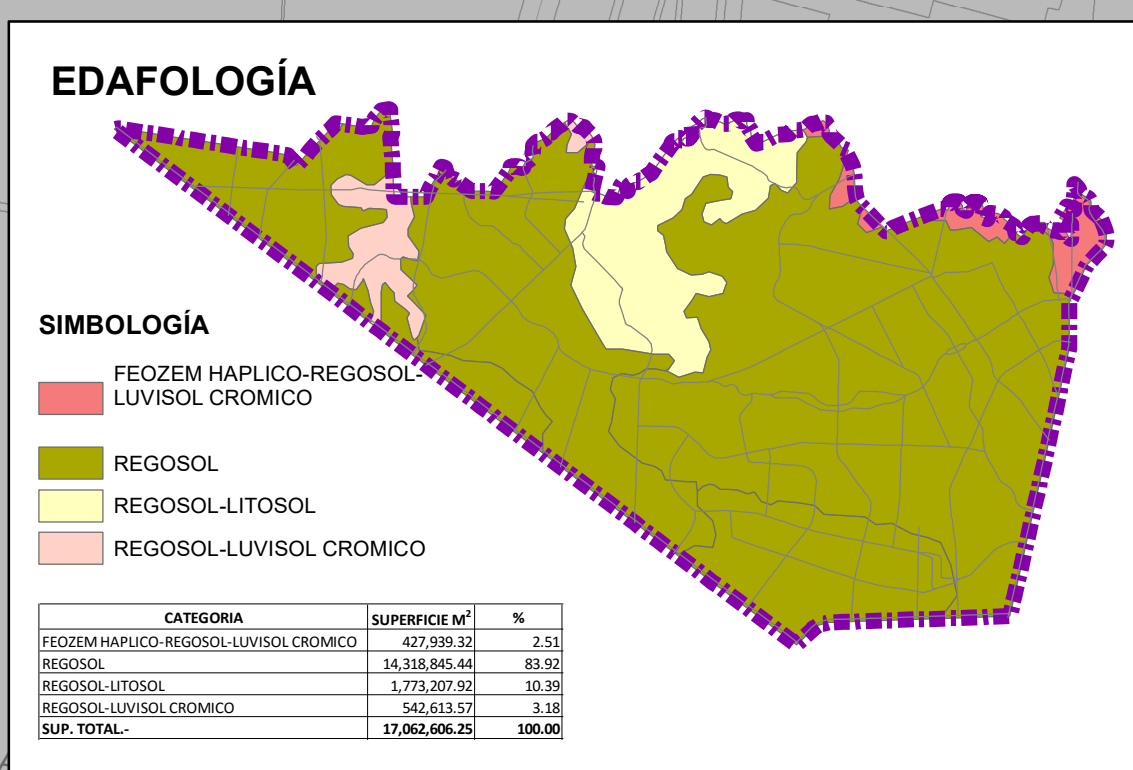 EDAFOLOGÍA
SIMBOLOGÍA
FEOZEM HAPLICO-REGOSOL-
LUVISOL CROMICO
REGOSOL
REGOSOL-LITOSOL
REGOSOL-LUVISOL CROMICO
CATEGORIA SUPERFICIE M² %
FEOZEM HAPLICO-REGOSOL-LUVISOL CROMICO 427,939.32 2.51
REGOSOL 14,318,845.44 83.92
REGOSOL-LITOSOL 1,773,207.92 10.39
REGOSOL-LUVISOL CROMICO 542,613.57 3.18
SUP. TOTAL.- 17,062,606.25 100.00